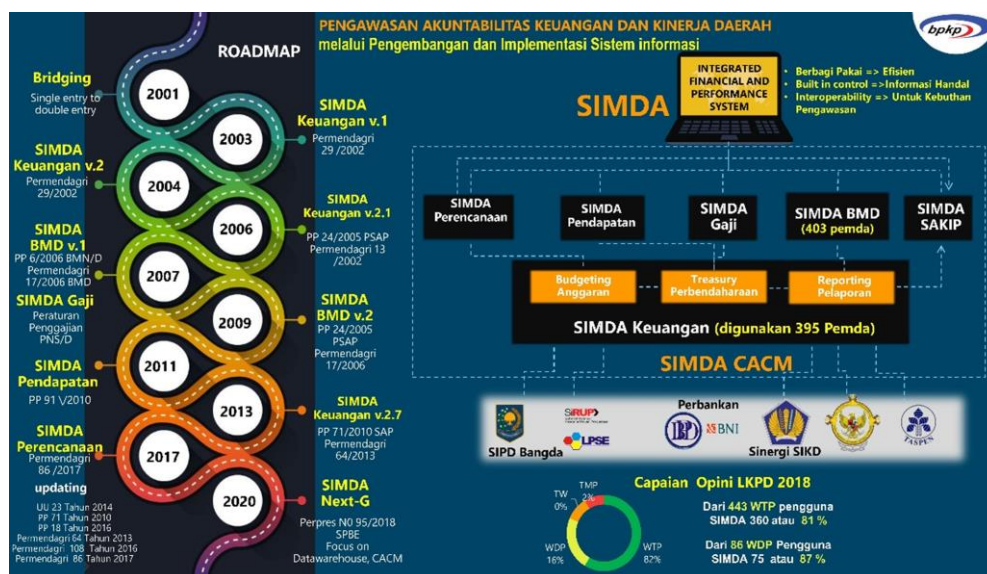 PENGAWASAN AKUNTABILITAS KEUANGAN DAN KINERJA DAERAH
melalui Pengembangan dan Implementasi Sistem informasi
bpkp
ROADMAP
Bridging
Single entry to
double entry
2001
SIMDA
Keuangan v.1
Permendagri
29 /2002
2003
SIMDA
Keuangan v.2
Permendagri
29/2002
2004
SIMDA
Keuangan v.2.1
PP 24/2005 PSAP
Permendagri 13
/2002
2006
SIMDA
BMD v.1
PP 6/2006 BMN/D
Permendagri
17/2006 BMD
2007
SIMDA Gaji
Peraturan
Penggajian
PNS/D
SIMDA
BMD v.2
PP 24/2005
PSAP
Permendagri
17/2006
2009
SIMDA
Pendapatan
PP 91 \/2010
2011
SIMDA
Keuangan v.2.7
PP 71/2010 SAP
Permendagri
64/2013
2013
SIMDA
Perencanaan
Permendagri
86 /2017
2017
updating
UU 23 Tahun 2014
PP 71 Tahun 2010
PP 18 Tahun 2016
Permendagri 64 Tahun 2013
Permendagri 108 Tahun 2016
Permendagri 86 Tahun 2017
SIMDA
Next-G
Perpres N0 95/2018
SPBE
Focus on
Datawarehouse, CACM
2020
SIMDA
INTEGRATED
FINANCIAL AND
PERFORMANCE
SYSTEM
• Berbagi Pakai => Efisien
• Built in control =>Informasi Handal
• Interoperability => Untuk Kebuthan
Pengawasan
SIMDA
Perencanaan
SIMDA
Pendapatan
SIMDA
Gaji
SIMDA BMD
(403 pemda)
SIMDA
SAKIP
Budgeting
Anggaran
Treasury
Perbendaharaan
Reporting
Pelaporan
SIMDA Keuangan (digunakan 395 Pemda)
SIMDA CACM
SIPD Bangda
SiRUP
LPSE
Perbankan
BPD
BNI
Sinergi SIKD
TASPEN
Capaian Opini LKPD 2018
TW
0%
TMP
2%
WDP
16%
WTP
82%
Dari 443 WTP pengguna
SIMDA 360 atau 81 %
Dari 86 WDP Pengguna
SIMDA 75 atau 87 %